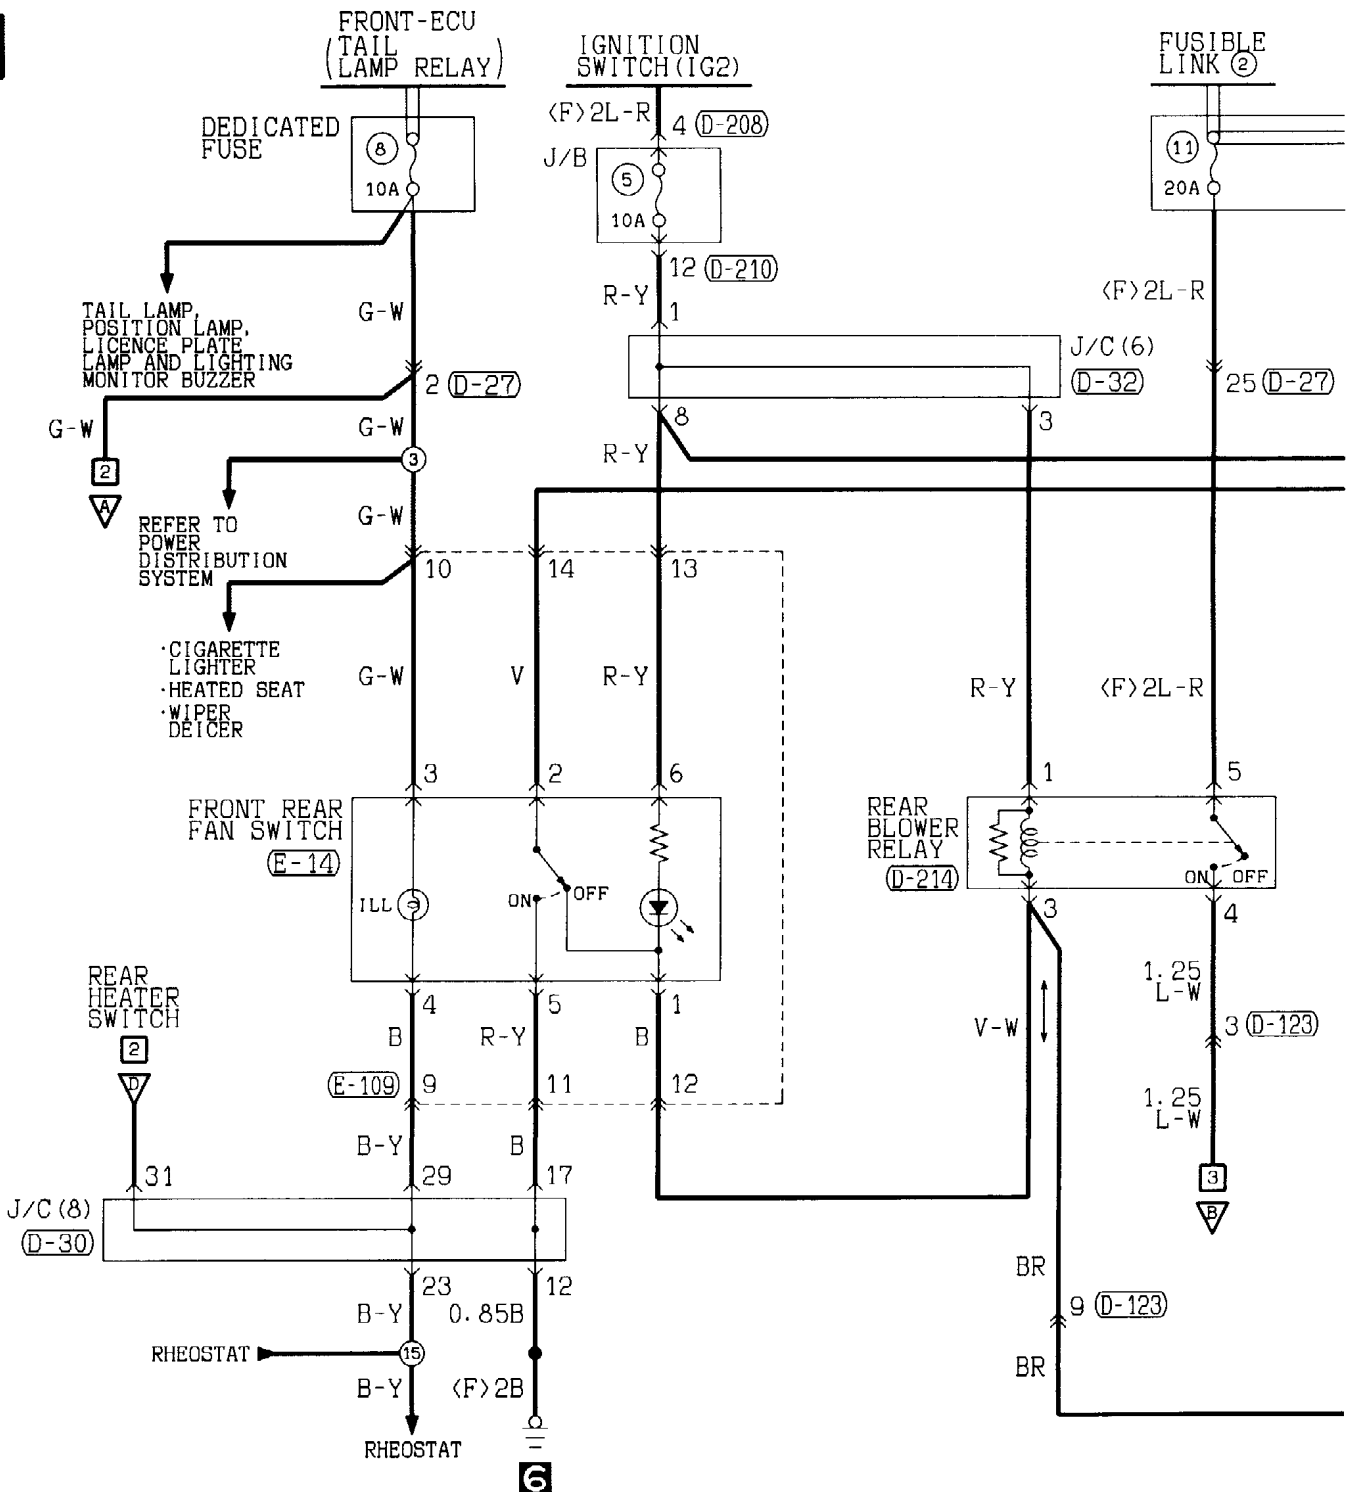 FRONT-ECU
(TAIL
LAMP RELAY)
IGNITION
SWITCH(IG2)
FUSIBLE
LINK ②
DEDICATED
FUSE
8
10A
〈F〉2L-R
4 (D-208)
J/B
5
10A
11
20A
12 (D-210)
R-Y
1
〈F〉2L-R
TAIL LAMP,
POSITION LAMP,
LICENCE PLATE
LAMP AND LIGHTING
MONITOR BUZZER
G-W
J/C(6)
(D-32)
2 (D-27)
25 (D-27)
G-W
G-W
8
3
R-Y
2
A
3
REFER TO
POWER
DISTRIBUTION
SYSTEM
G-W
10
14
13
·CIGARETTE
LIGHTER
·HEATED SEAT
·WIPER
DEICER
G-W
V
R-Y
R-Y
〈F〉2L-R
3
2
6
1
5
FRONT REAR
FAN SWITCH
(E-14)
REAR
BLOWER
RELAY
(D-214)
ILL
ON
OFF
ON
OFF
4
5
1
3
4
REAR
HEATER
SWITCH
2
D
B
R-Y
B
V-W
1.25
L-W
3 (D-123)
(E-109)
9
11
12
B-Y
B
1.25
L-W
31
29
17
3
B
J/C(8)
(D-30)
23
12
B-Y
0.85B
BR
9 (D-123)
RHEOSTAT
15
B-Y
〈F〉2B
BR
RHEOSTAT
6